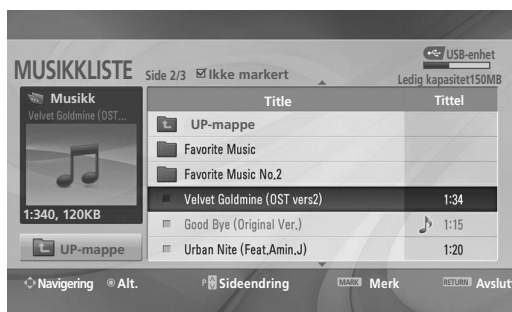 USB-enhet
MUSIKKLISTE
Side 2/3 Ikke markert
Ledig kapasitet150MB
Musikk
Velvet Goldmine (OST...
1:340, 120KB
UP-mappe
Title Tittel
UP-mappe
Favorite Music
Favorite Music No.2
Velvet Goldmine (OST vers2) 1:34
Good Bye (Original Ver.) 1:15
Urban Nite (Feat.Amin.J) 1:20
Navigering Alt. P Sideendring MARK Merk RETURN Avslutt